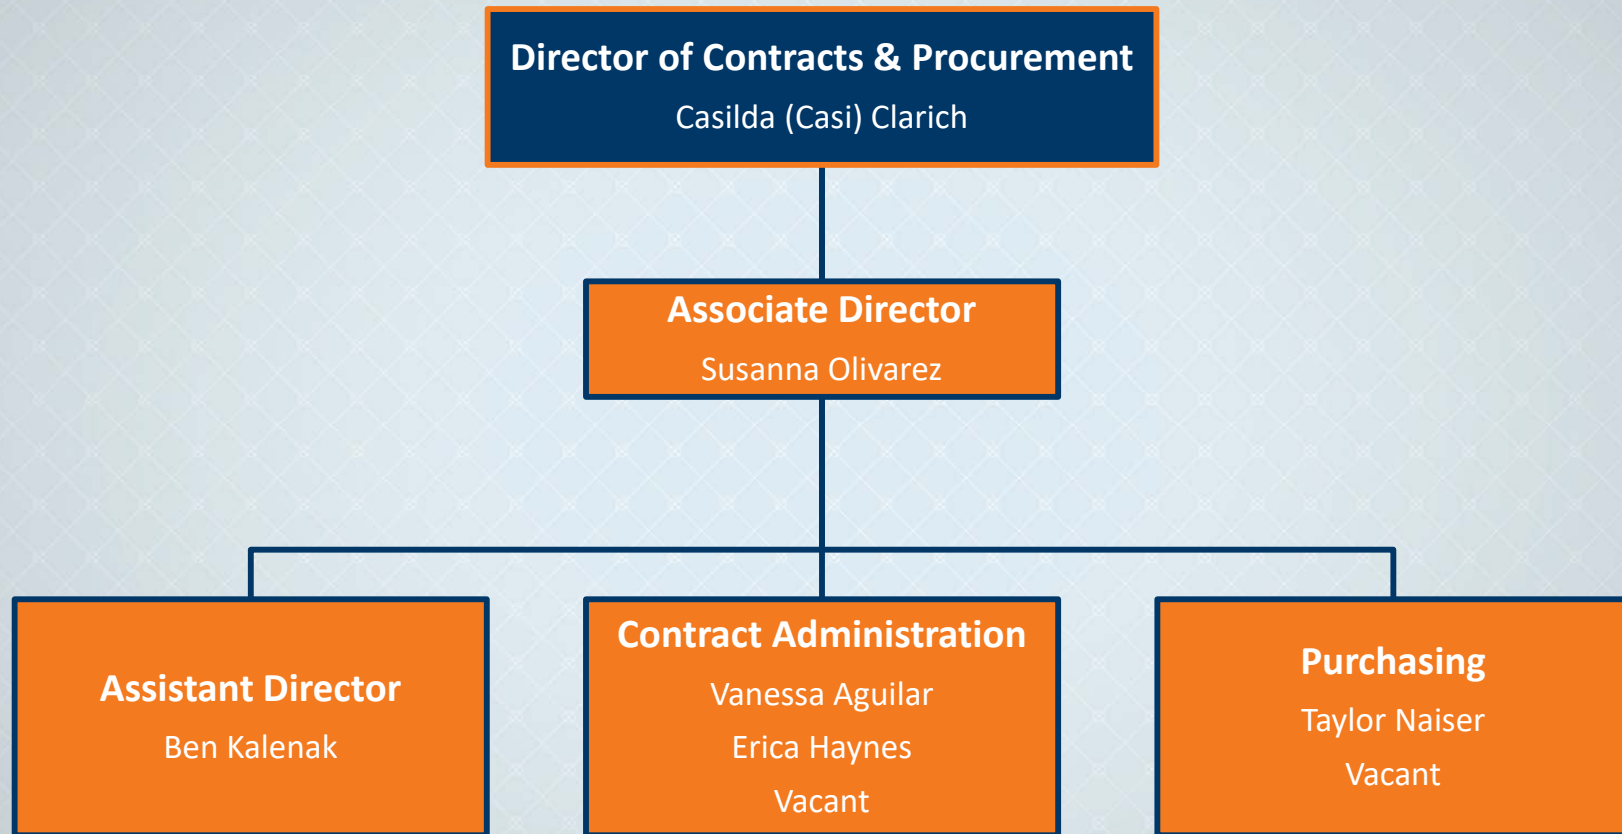 Director of Contracts & Procurement
Casilda (Casi) Clarich
Associate Director
Susanna Olivarez
Assistant Director
Ben Kalenak
Contract Administration
Vanessa Aguilar
Erica Haynes
Vacant
Purchasing
Taylor Naiser
Vacant